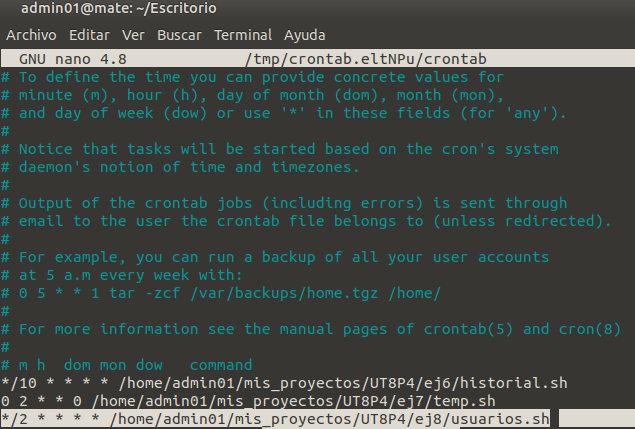 admin01@mate: ~/Escritorio
Archivo Editar Ver Buscar Terminal Ayuda
GNU nano 4.8 /tmp/crontab.eltNPu/crontab
# To define the time you can provide concrete values for
# minute (m), hour (h), day of month (dom), month (mon),
# and day of week (dow) or use '*' in these fields (for 'any').
#
# Notice that tasks will be started based on the cron's system
# daemon's notion of time and timezones.
#
# Output of the crontab jobs (including errors) is sent through
# email to the user the crontab file belongs to (unless redirected).
#
# For example, you can run a backup of all your user accounts
# at 5 a.m every week with:
# 0 5 * * 1 tar -zcf /var/backups/home.tgz /home/
#
# For more information see the manual pages of crontab(5) and cron(8)
#
# m h  dom mon dow   command
*/10 * * * * /home/admin01/mis_proyectos/UT8P4/ej6/historial.sh
0 2 * * 0 /home/admin01/mis_proyectos/UT8P4/ej7/temp.sh
*/2 * * * * /home/admin01/mis_proyectos/UT8P4/ej8/usuarios.sh